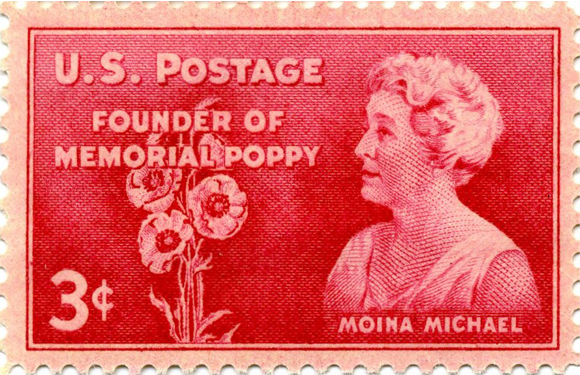 U.S. POSTAGE
FOUNDER OF
MEMORIAL POPPY
3¢
MOINA MICHAEL